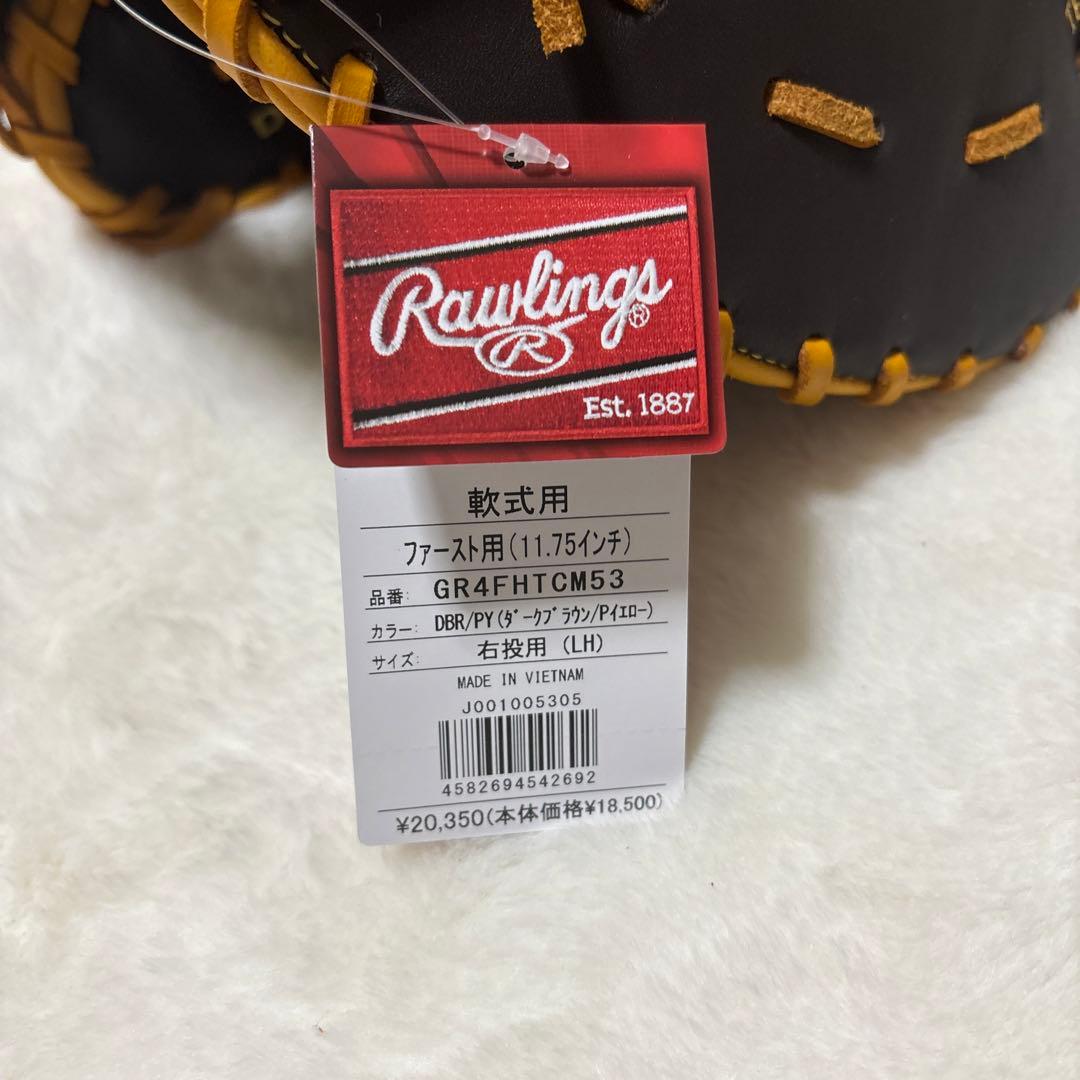 Rawlings®
R
Est. 1887
軟式用
ファースト用(11.75インチ)
品番: GR4FHTCM53
カラー: DBR/PY(ダークブラウン/Pイエロー)
サイズ: 右投用 (LH)
MADE IN VIETNAM
J001005305
4582694542692
¥20,350(本体価格¥18,500)